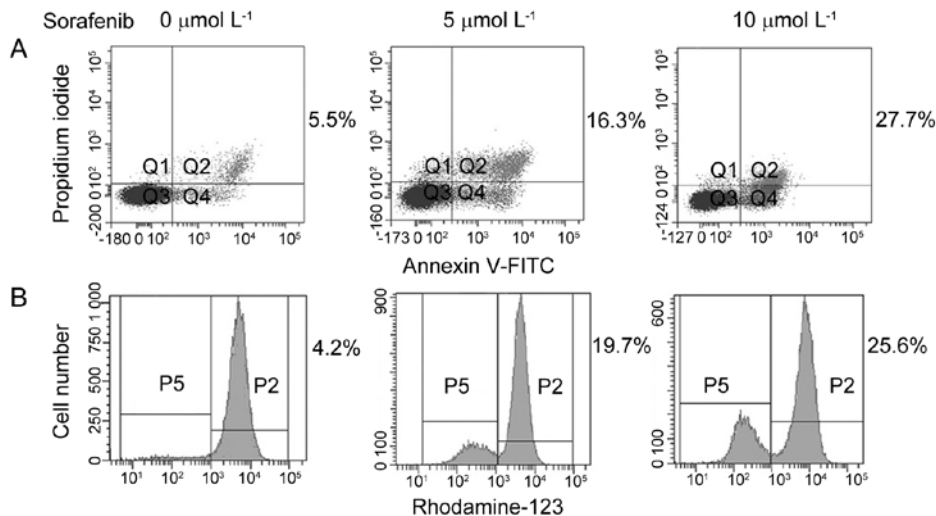 Sorafenib 0 μmol L⁻¹ 5 μmol L⁻¹ 10 μmol L⁻¹
A
Propidium iodide
10⁵ 10⁴ 10³ 0 10² -200
Q1 Q2 Q3 Q4
-180 0 10² 10³ 10⁴ 10⁵
5.5%
10⁵ 10⁴ 10³ 0 10² -160
Q1 Q2 Q3 Q4
-173 0 10² 10³ 10⁴ 10⁵
16.3%
10⁵ 10⁴ 10³ 0 10² -124
Q1 Q2 Q3 Q4
-127 0 10² 10³ 10⁴ 10⁵
27.7%
Annexin V-FITC
B
Cell number
1 000 750 500 250 0
P5 P2
10¹ 10² 10³ 10⁴ 10⁵
4.2%
900 100 0
P5 P2
10² 10³ 10⁴ 10⁵
19.7%
600 100 0
P5 P2
10¹ 10² 10³ 10⁴ 10⁵
25.6%
Rhodamine-123